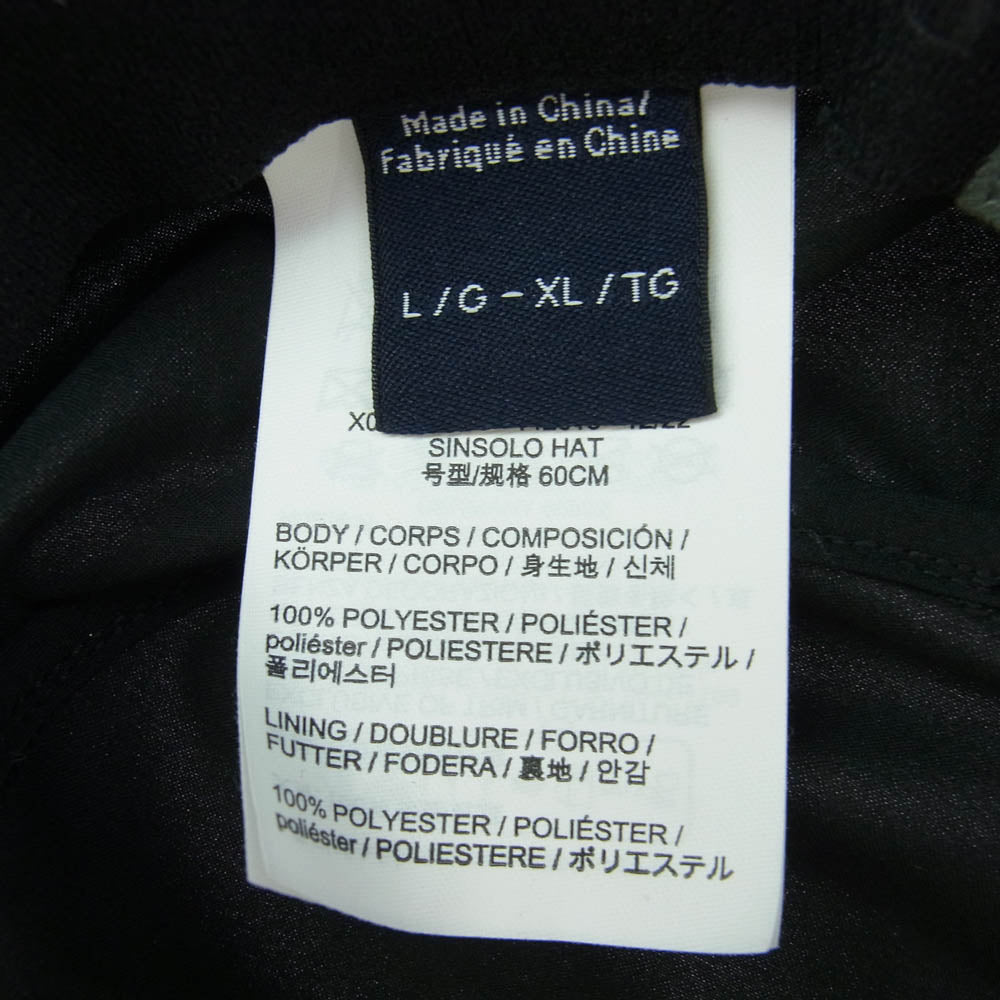 Made in China/
Fabriqué en Chine
L / G - XL / TG
SINSOLO HAT
号型/规格 60CM
BODY / CORPS / COMPOSICIÓN /
KÖRPER / CORPO / 身生地 / 신체
100% POLYESTER / POLIÉSTER /
poliéster / POLIESTERE / ポリエステル /
폴리에스터
LINING / DOUBLURE / FORRO /
FUTTER / FODERA / 裏地 / 안감
100% POLYESTER / POLIÉSTER /
poliéster / POLIESTERE / ポリエステル